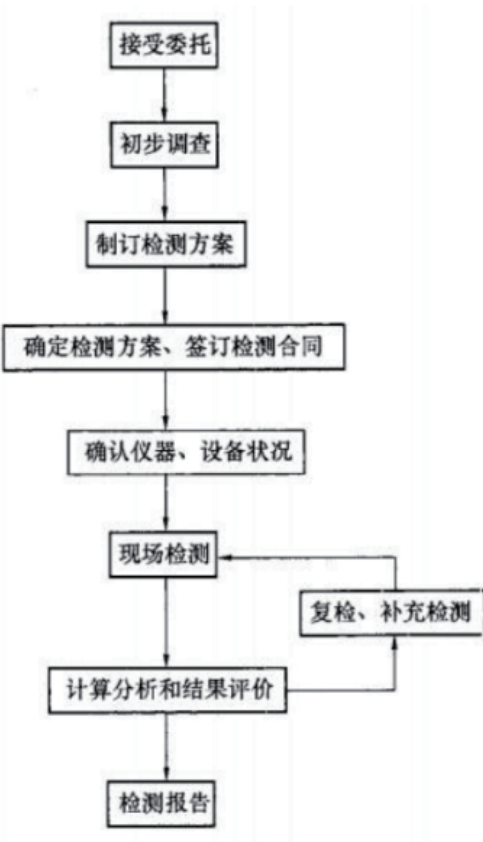 接受委托
初步调查
制订检测方案
确定检测方案、签订检测合同
确认仪器、设备状况
现场检测
复检、补充检测
计算分析和结果评价
检测报告